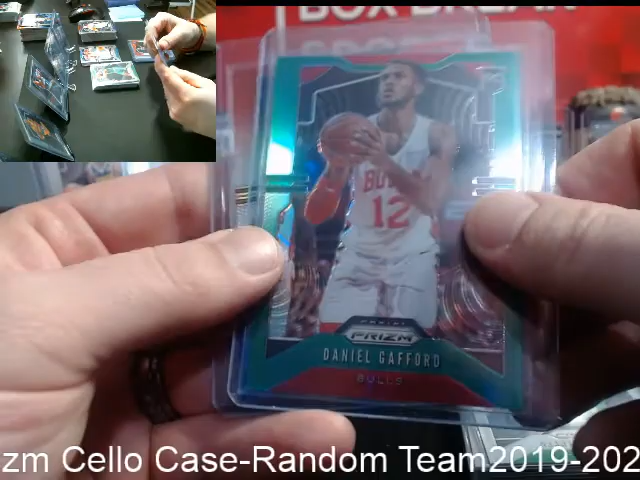 BOX BREAK
BULLS
12
PRIZM
DANIEL GAFFORD
BULLS
zm Cello Case-Random Team2019-202